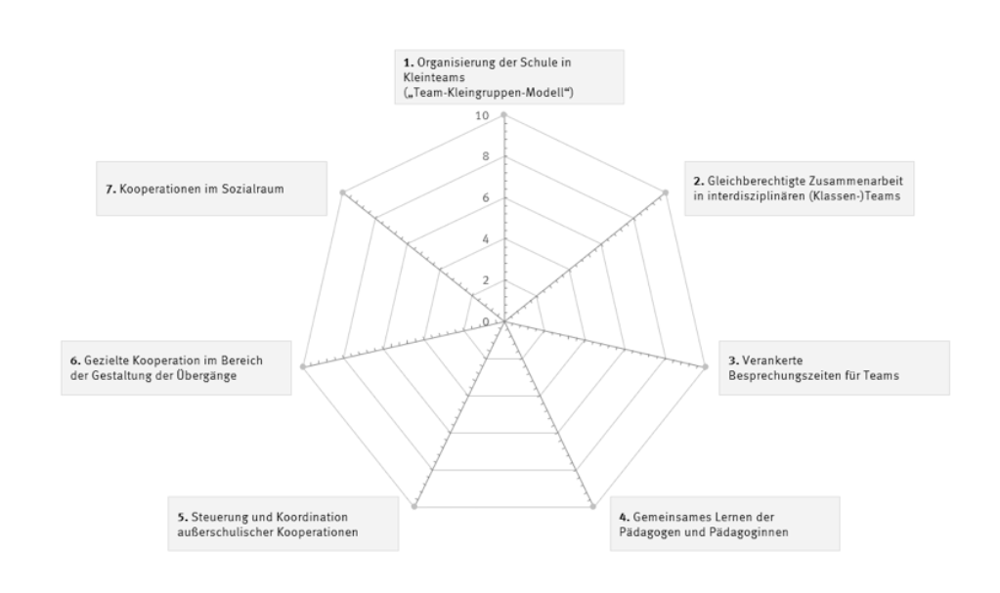 1. Organisierung der Schule in
Kleinteams
(„Team-Kleingruppen-Modell“)
10
8
6
4
2
0
7. Kooperationen im Sozialraum
2. Gleichberechtigte Zusammenarbeit
in interdisziplinären (Klassen-)Teams
6. Gezielte Kooperation im Bereich
der Gestaltung der Übergänge
3. Verankerte
Besprechungszeiten für Teams
5. Steuerung und Koordination
außerschulischer Kooperationen
4. Gemeinsames Lernen der
Pädagogen und Pädagoginnen